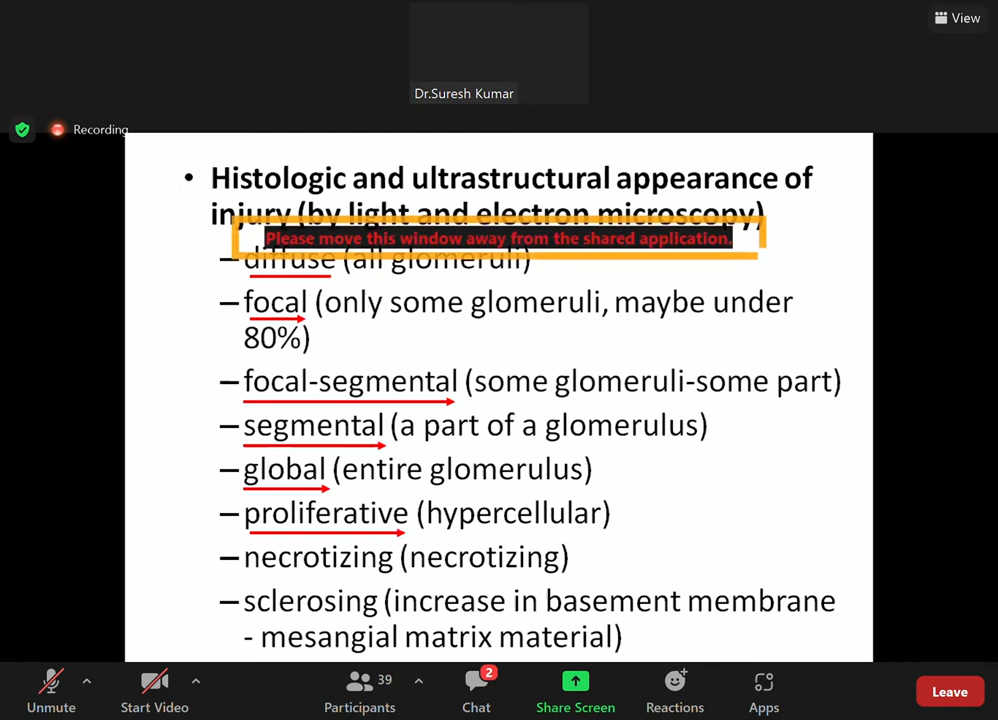 View
Dr.Suresh Kumar
Recording
• Histologic and ultrastructural appearance of
injury (by light and electron microscopy)
Please move this window away from the shared application.
– diffuse (all glomeruli)
– focal (only some glomeruli, maybe under
80%)
– focal-segmental (some glomeruli-some part)
– segmental (a part of a glomerulus)
– global (entire glomerulus)
– proliferative (hypercellular)
– necrotizing (necrotizing)
– sclerosing (increase in basement membrane
- mesangial matrix material)
39
2
Unmute
Start Video
Participants
Chat
Share Screen
Reactions
Apps
Leave